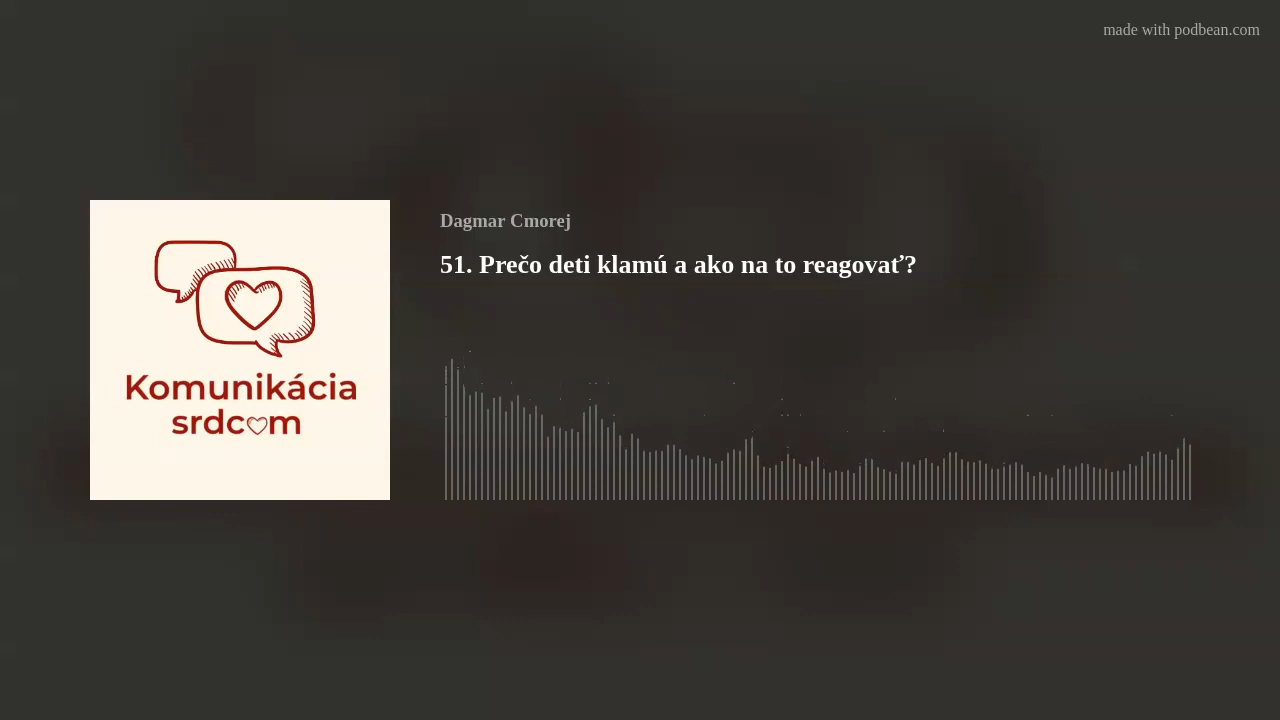 made with podbean.com
Dagmar Cmorej
51. Prečo deti klamú a ako na to reagovať?
Komunikácia
srdcom